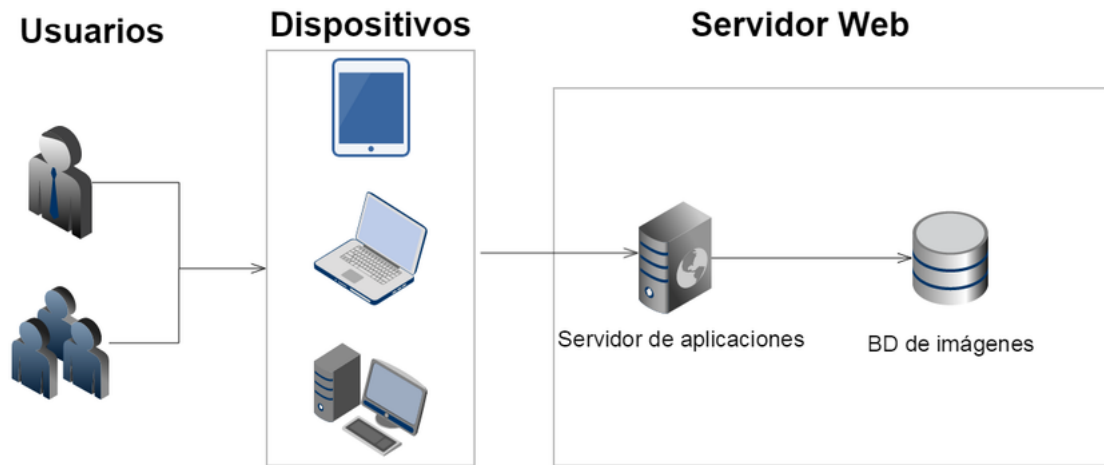 Usuarios
Dispositivos
Servidor Web
Servidor de aplicaciones
BD de imágenes